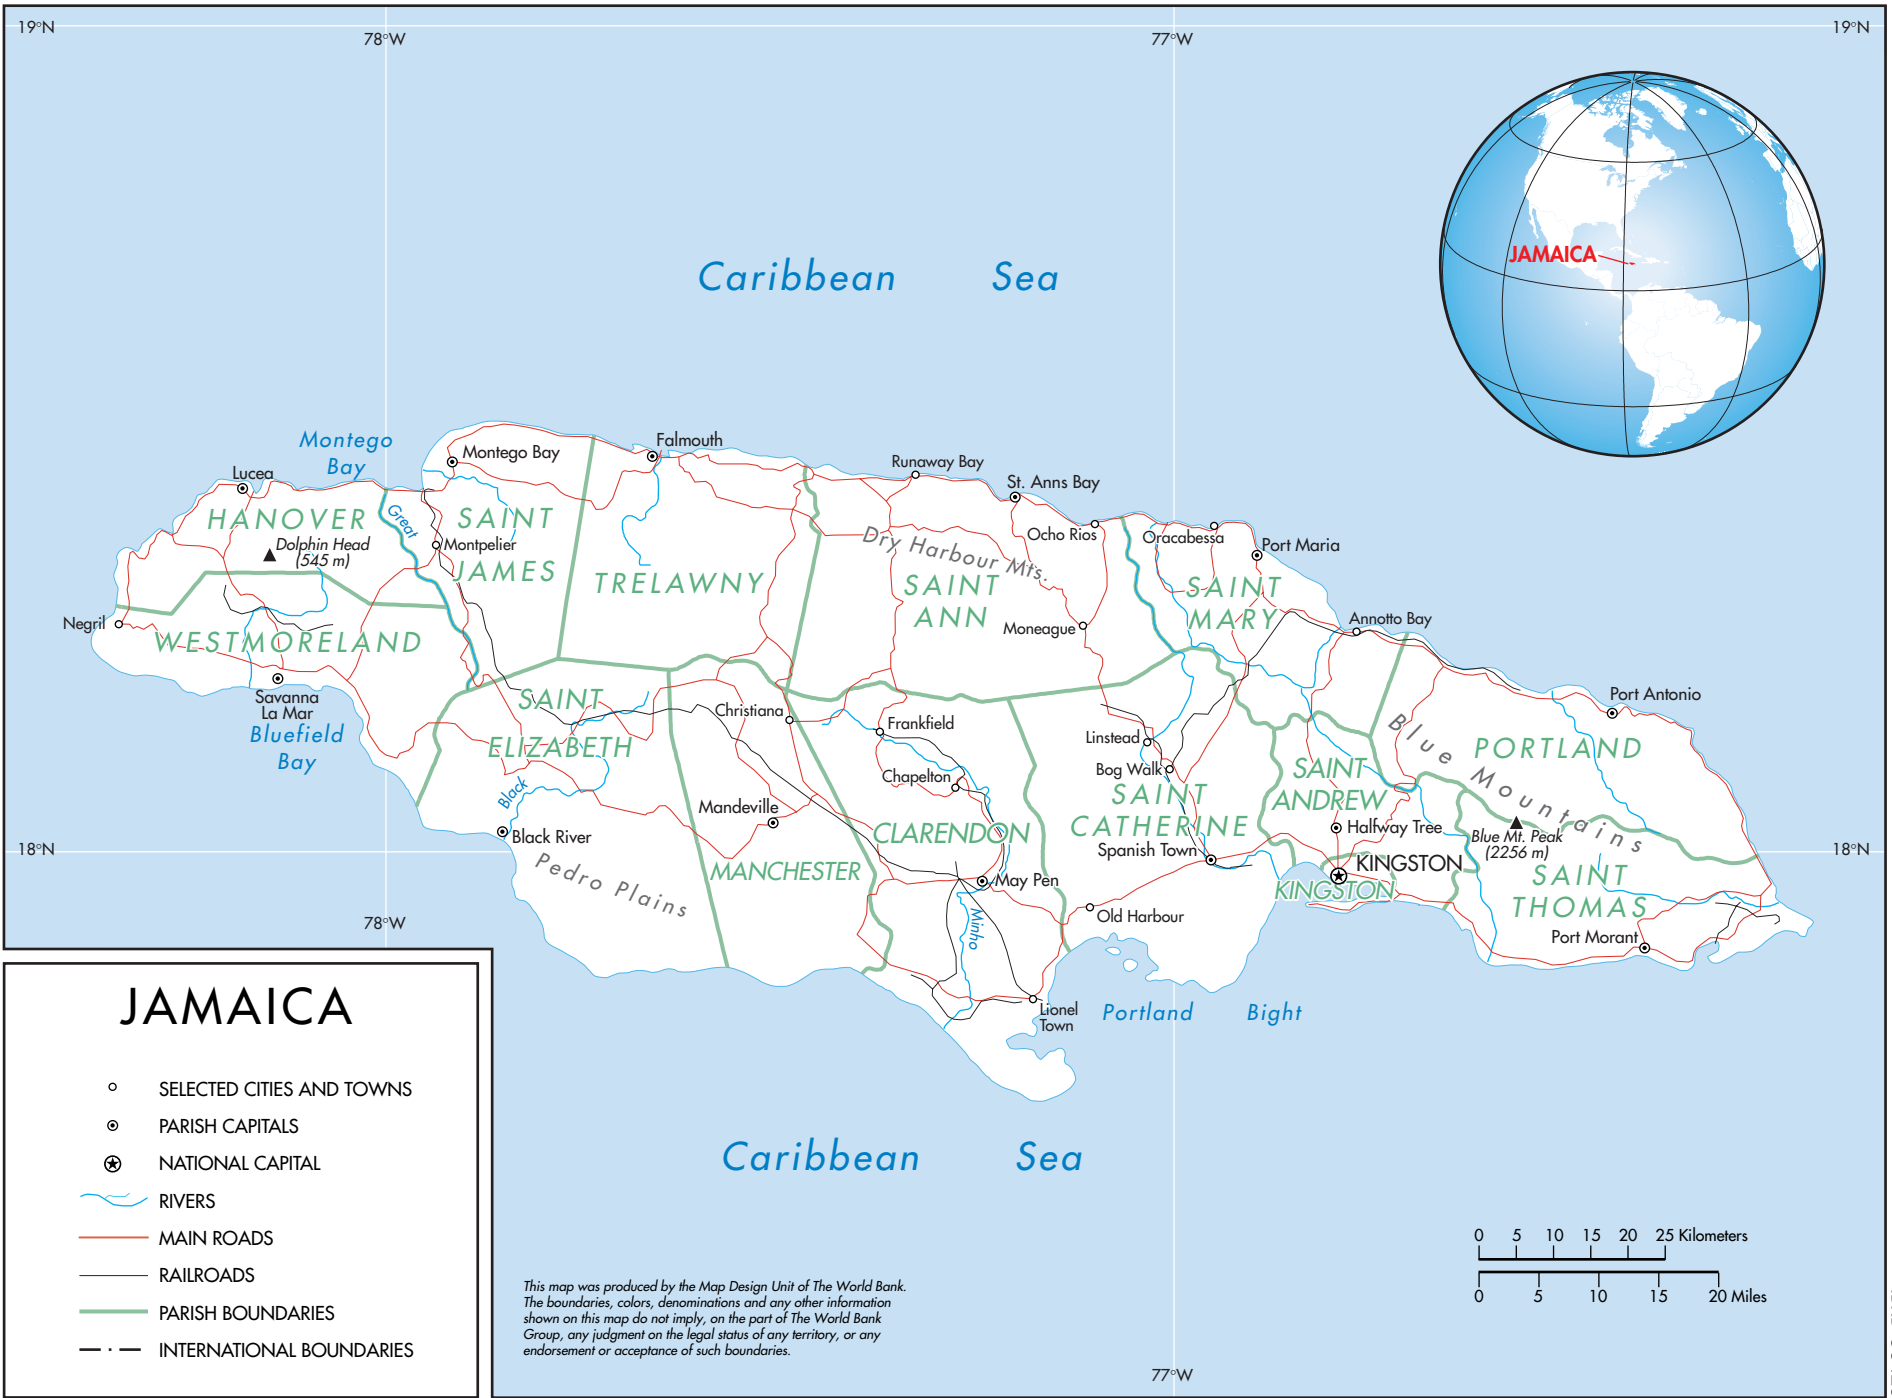 19°N
78°W
77°W
19°N
JAMAICA
Caribbean Sea
Montego
Bay
Montego Bay
Falmouth
Lucea
Runaway Bay
St. Anns Bay
HANOVER
Great
SAINT
JAMES
Dolphin Head
(545 m)
Montpelier
Dry Harbour Mts.
Ocho Rios
Oracabessa
Port Maria
TRELAWNY
SAINT
ANN
SAINT
MARY
Negril
WESTMORELAND
Moneague
Annotto Bay
Savanna
La Mar
Bluefield
Bay
SAINT
ELIZABETH
Christiana
Frankfield
Port Antonio
Linstead
Bog Walk
Blue Mountains
PORTLAND
Chapelton
SAINT
ANDREW
SAINT
CATHERINE
Black
Black River
Mandeville
CLARENDON
Halfway Tree
Blue Mt. Peak
(2256 m)
18°N
Pedro Plains
MANCHESTER
Spanish Town
KINGSTON
KINGSTON
18°N
May Pen
SAINT
THOMAS
Minho
Old Harbour
Port Morant
78°W
Lionel
Town
Portland Bight
Caribbean Sea
JAMAICA
SELECTED CITIES AND TOWNS
PARISH CAPITALS
NATIONAL CAPITAL
RIVERS
MAIN ROADS
RAILROADS
PARISH BOUNDARIES
INTERNATIONAL BOUNDARIES
This map was produced by the Map Design Unit of The World Bank.
The boundaries, colors, denominations and any other information
shown on this map do not imply, on the part of The World Bank
Group, any judgment on the legal status of any territory, or any
endorsement or acceptance of such boundaries.
0 5 10 15 20 25 Kilometers
0 5 10 15 20 Miles
77°W